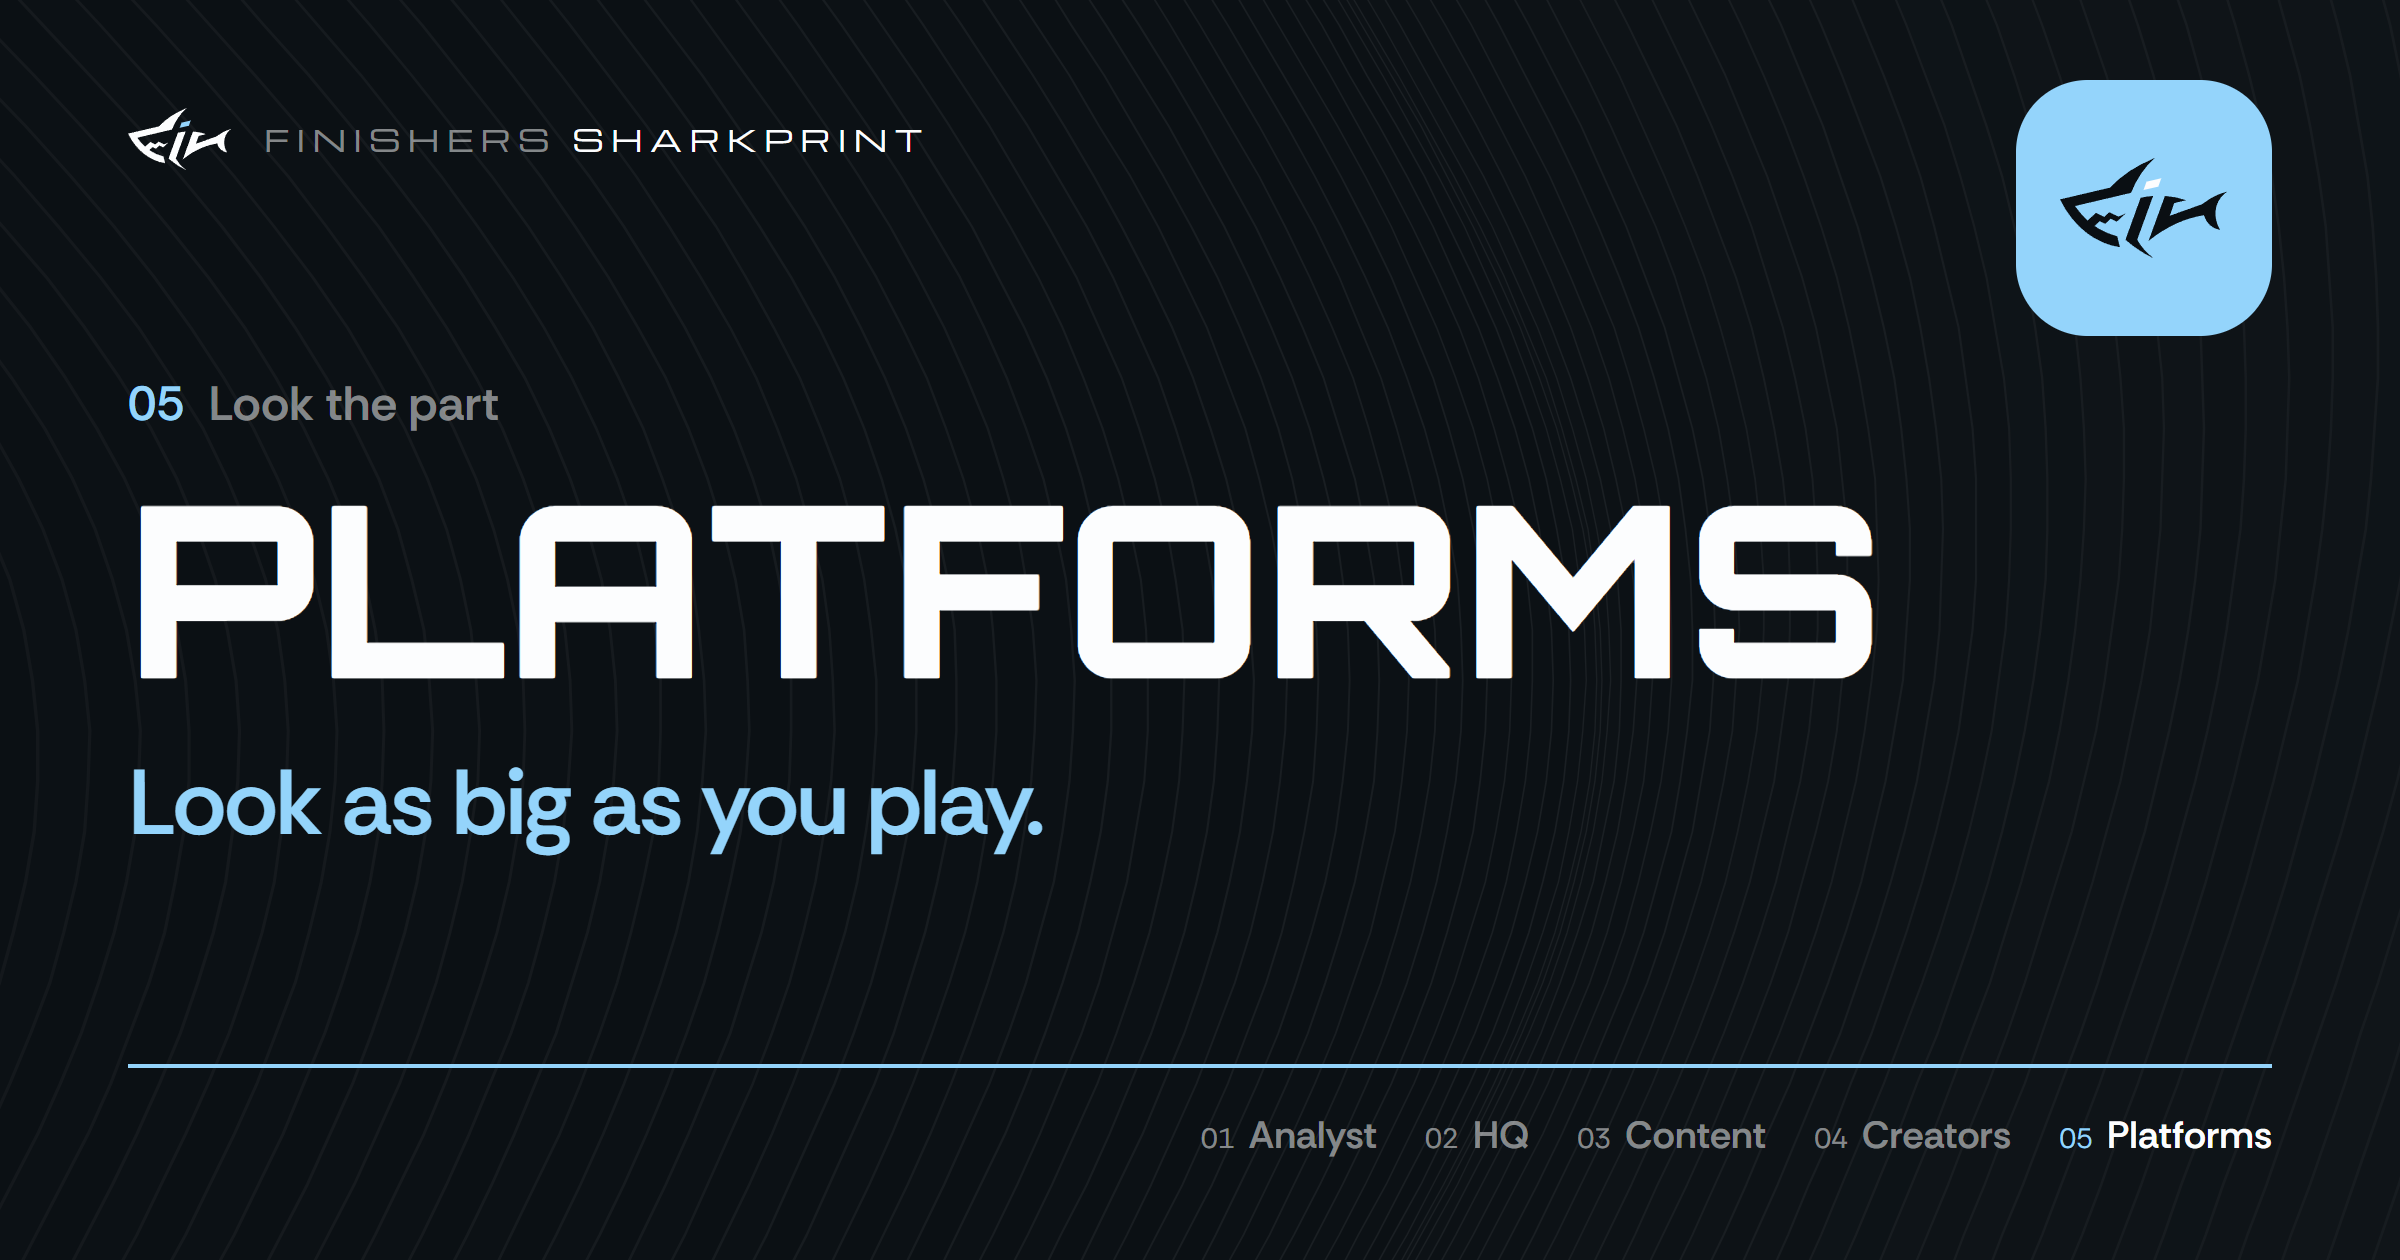 FINISHERS SHARKPRINT
05 Look the part
PLATFORMS
Look as big as you play.
01 Analyst 02 HQ 03 Content 04 Creators 05 Platforms